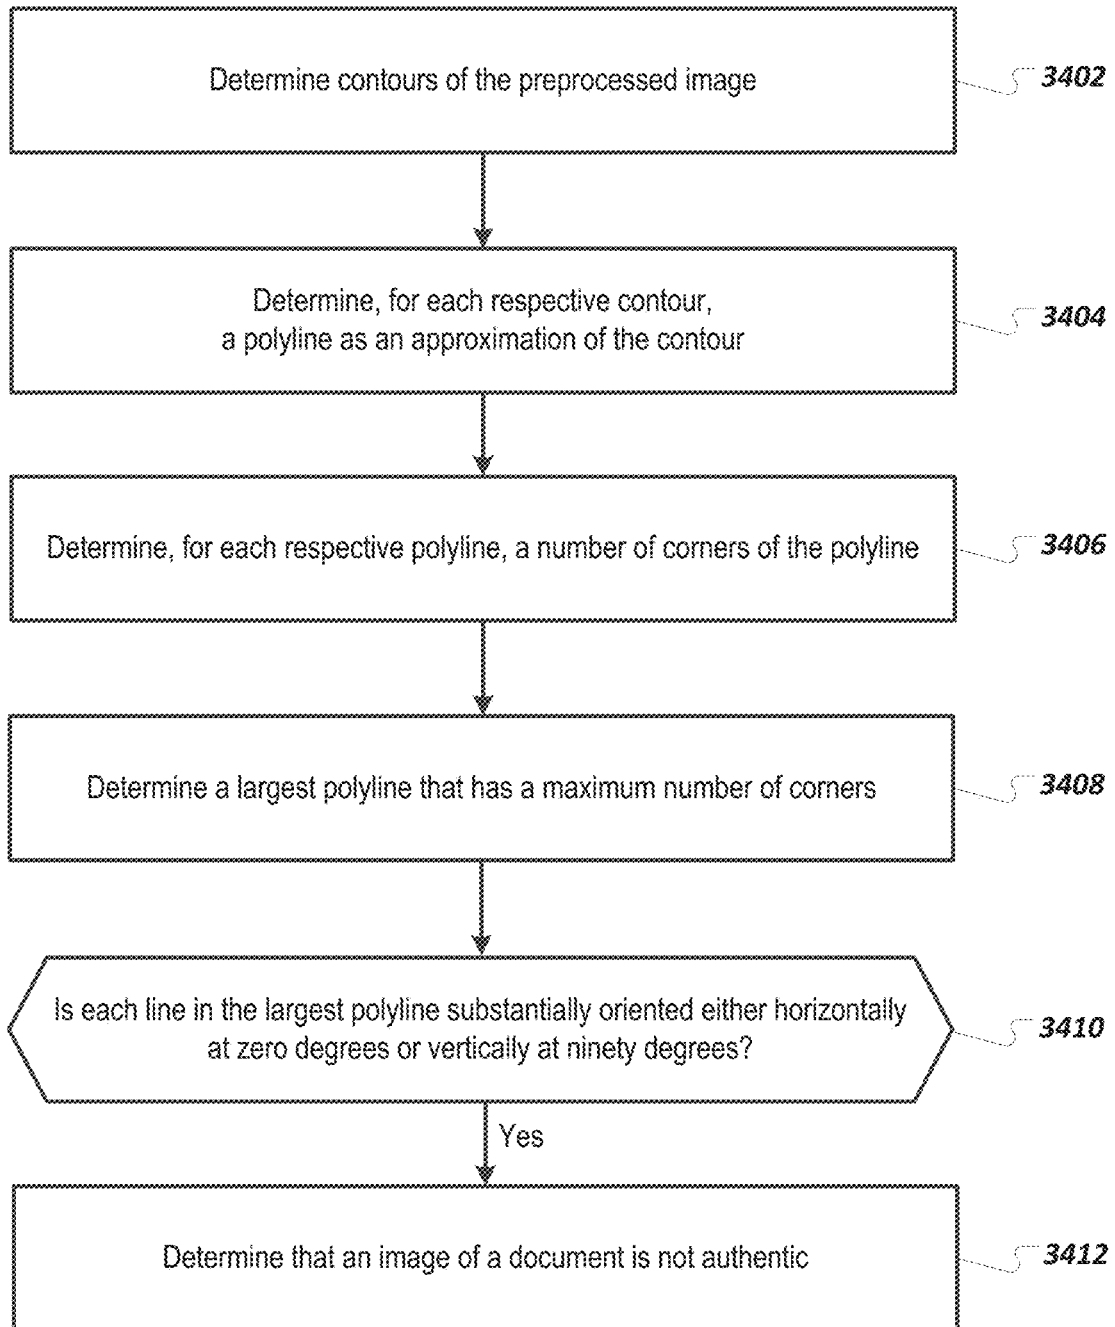 Determine contours of the preprocessed image
3402
Determine, for each respective contour,
a polyline as an approximation of the contour
3404
Determine, for each respective polyline, a number of corners of the polyline
3406
Determine a largest polyline that has a maximum number of corners
3408
Is each line in the largest polyline substantially oriented either horizontally
at zero degrees or vertically at ninety degrees?
3410
Yes
Determine that an image of a document is not authentic
3412